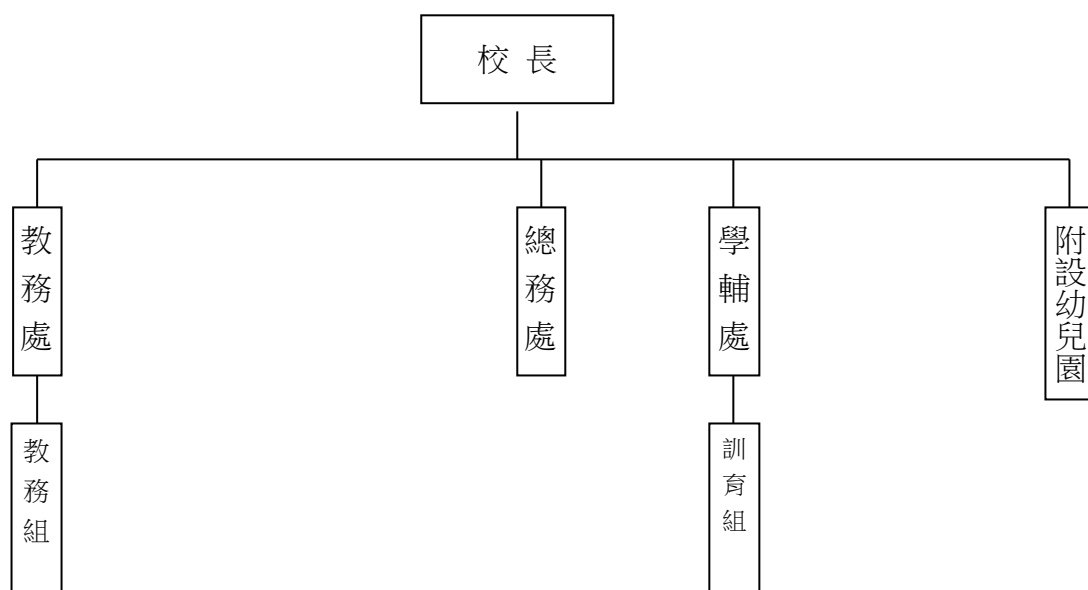 校長
教務處
總務處
學輔處
附設幼兒園
教務組
訓育組